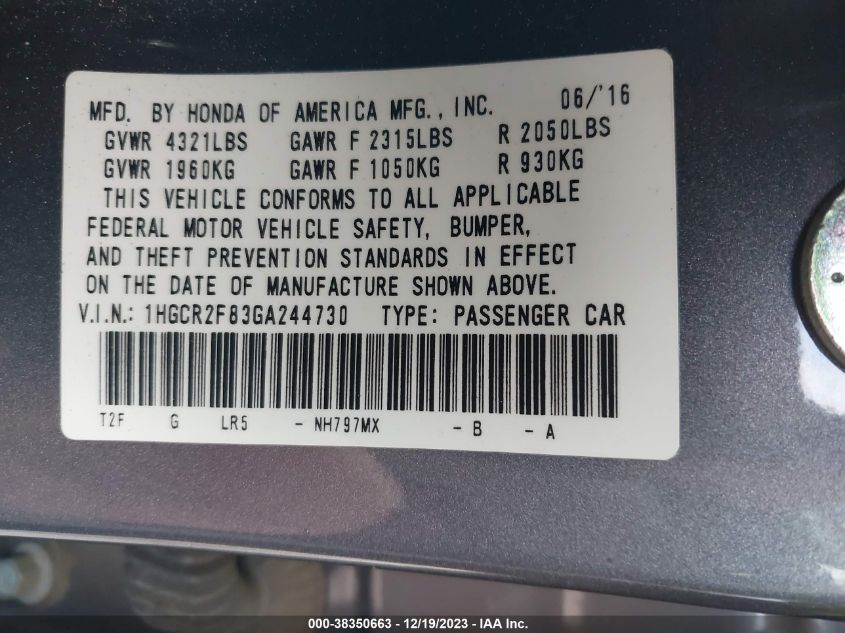 MFD. BY HONDA OF AMERICA MFG., INC. 06/'16
GVWR 4321LBS GAWR F 2315LBS R 2050LBS
GVWR 1960KG GAWR F 1050KG R 930KG
THIS VEHICLE CONFORMS TO ALL APPLICABLE
FEDERAL MOTOR VEHICLE SAFETY, BUMPER,
AND THEFT PREVENTION STANDARDS IN EFFECT
ON THE DATE OF MANUFACTURE SHOWN ABOVE.
V.I.N.: 1HGCR2F83GA244730 TYPE: PASSENGER CAR
T2F G LR5 - NH797MX - B - A
000-38350663 - 12/19/2023 - IAA Inc.